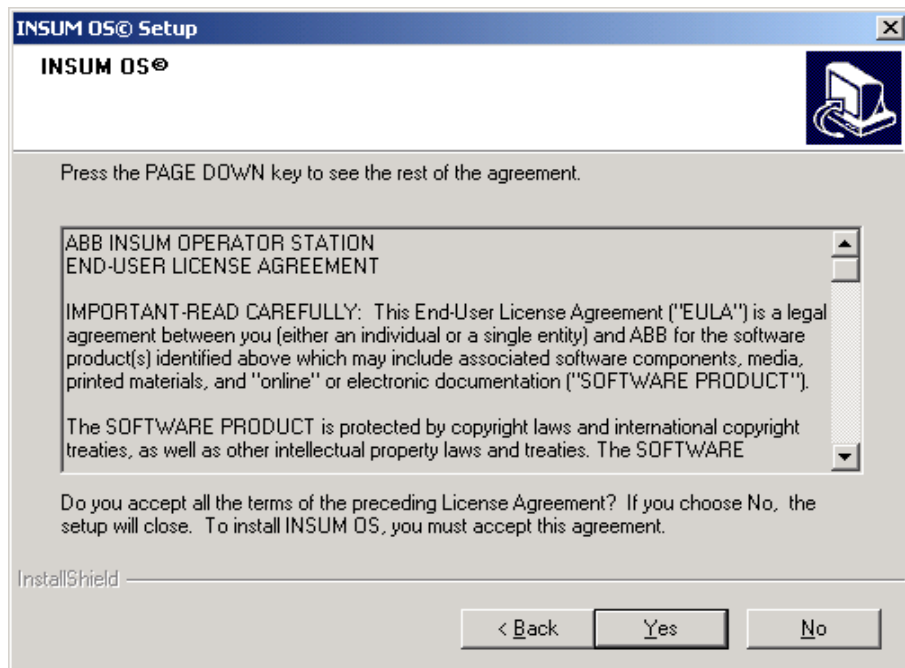 INSUM OS© Setup
INSUM OS©
Press the PAGE DOWN key to see the rest of the agreement.
ABB INSUM OPERATOR STATION
END-USER LICENSE AGREEMENT
IMPORTANT-READ CAREFULLY:  This End-User License Agreement ("EULA") is a legal
agreement between you (either an individual or a single entity) and ABB for the software
product(s) identified above which may include associated software components, media,
printed materials, and "online" or electronic documentation ("SOFTWARE PRODUCT").
The SOFTWARE PRODUCT is protected by copyright laws and international copyright
treaties, as well as other intellectual property laws and treaties. The SOFTWARE
Do you accept all the terms of the preceding License Agreement?  If you choose No,  the
setup will close.  To install INSUM OS, you must accept this agreement.
InstallShield
< Back
Yes
No